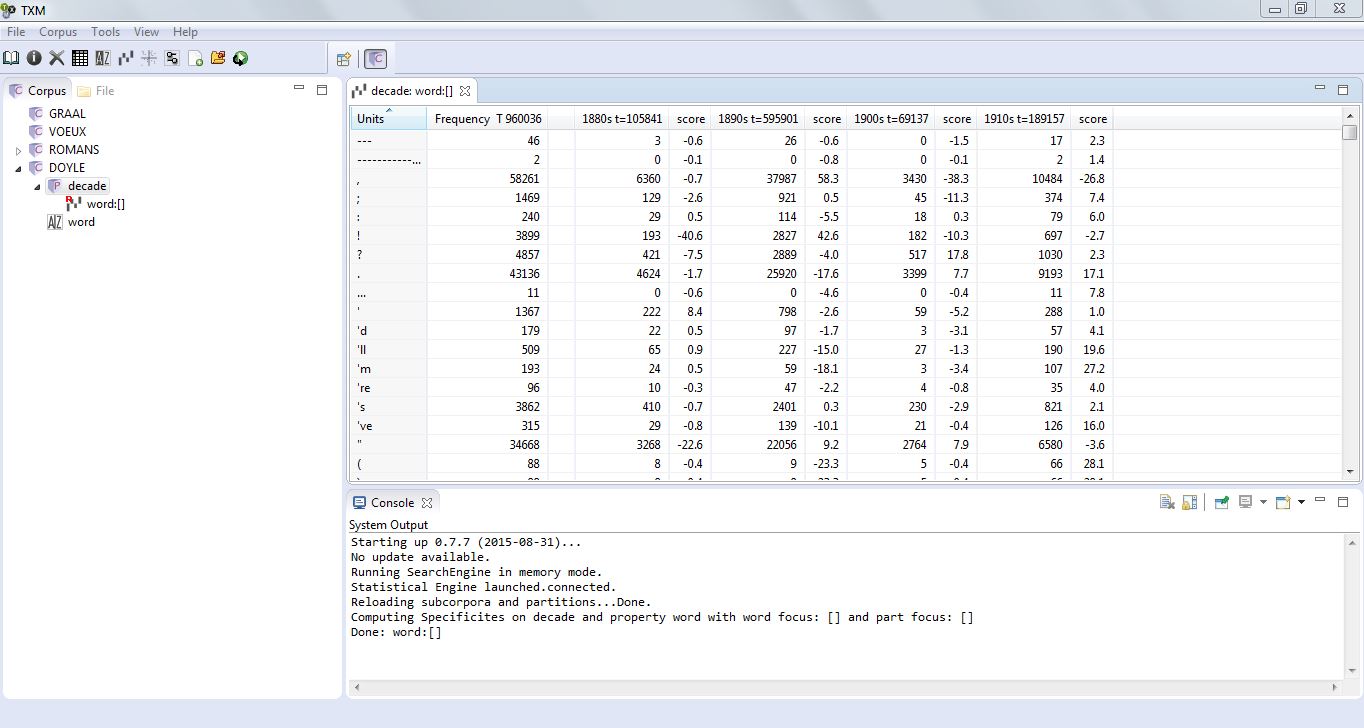 TXM
File Corpus Tools View Help
Corpus File
GRAAL
VOEUX
ROMANS
DOYLE
decade
word:[]
AZ word
decade: word:[]
Units Frequency T 960036 1880s t=105841 score 1890s t=595901 score 1900s t=69137 score 1910s t=189157 score
--- 46 3 -0.6 26 -0.6 0 -1.5 17 2.3
-----------... 2 0 -0.1 0 -0.8 0 -0.1 2 1.4
, 58261 6360 -0.7 37987 58.3 3430 -38.3 10484 -26.8
; 1469 129 -2.6 921 0.5 45 -11.3 374 7.4
: 240 29 0.5 114 -5.5 18 0.3 79 6.0
! 3899 193 -40.6 2827 42.6 182 -10.3 697 -2.7
? 4857 421 -7.5 2889 -4.0 517 17.8 1030 2.3
. 43136 4624 -1.7 25920 -17.6 3399 7.7 9193 17.1
... 11 0 -0.6 0 -4.6 0 -0.4 11 7.8
' 1367 222 8.4 798 -2.6 59 -5.2 288 1.0
'd 179 22 0.5 97 -1.7 3 -3.1 57 4.1
'll 509 65 0.9 227 -15.0 27 -1.3 190 19.6
'm 193 24 0.5 59 -18.1 3 -3.4 107 27.2
're 96 10 -0.3 47 -2.2 4 -0.8 35 4.0
's 3862 410 -0.7 2401 0.3 230 -2.9 821 2.1
've 315 29 -0.8 139 -10.1 21 -0.4 126 16.0
" 34668 3268 -22.6 22056 9.2 2764 7.9 6580 -3.6
( 88 8 -0.4 9 -23.3 5 -0.4 66 28.1
Console
System Output
Starting up 0.7.7 (2015-08-31)...
No update available.
Running SearchEngine in memory mode.
Statistical Engine launched.connected.
Reloading subcorpora and partitions...Done.
Computing Specificites on decade and property word with word focus: [] and part focus: []
Done: word:[]